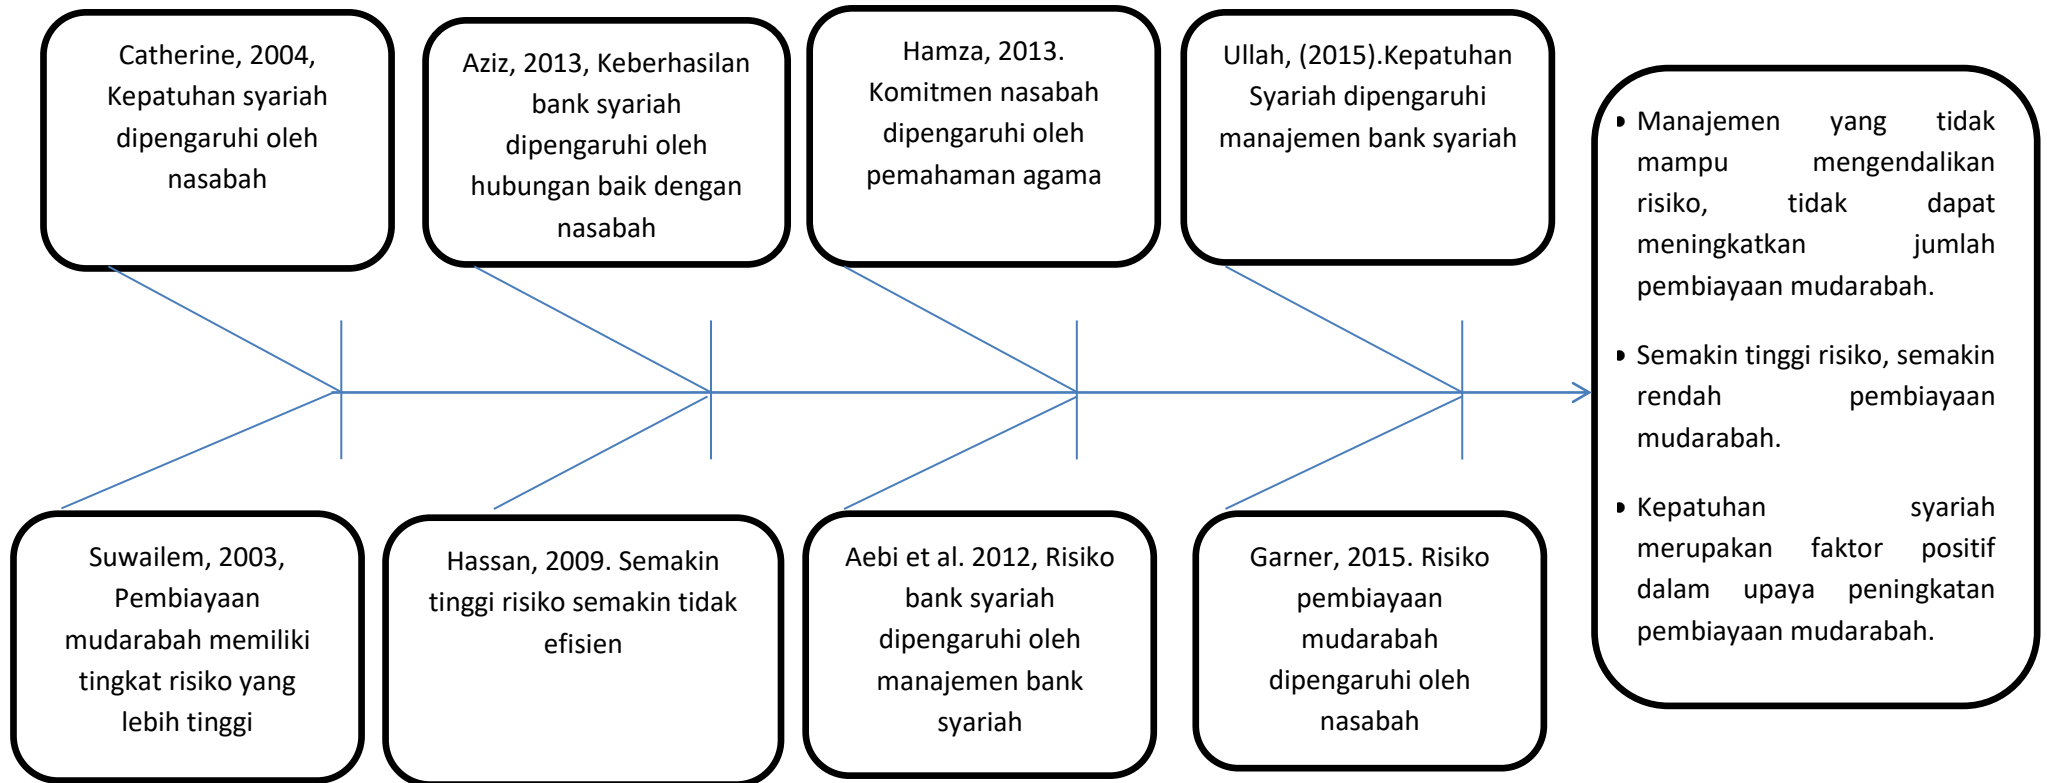 Catherine, 2004,
Kepatuhan syariah
dipengaruhi oleh
nasabah
Aziz, 2013, Keberhasilan
bank syariah
dipengaruhi oleh
hubungan baik dengan
nasabah
Hamza, 2013.
Komitmen nasabah
dipengaruhi oleh
pemahaman agama
Ullah, (2015).Kepatuhan
Syariah dipengaruhi
manajemen bank syariah
• Manajemen yang tidak
mampu mengendalikan
risiko, tidak dapat
meningkatkan jumlah
pembiayaan mudarabah.
• Semakin tinggi risiko, semakin
rendah pembiayaan
mudarabah.
• Kepatuhan syariah
merupakan faktor positif
dalam upaya peningkatan
pembiayaan mudarabah.
Suwailem, 2003,
Pembiayaan
mudarabah memiliki
tingkat risiko yang
lebih tinggi
Hassan, 2009. Semakin
tinggi risiko semakin tidak
efisien
Aebi et al. 2012, Risiko
bank syariah
dipengaruhi oleh
manajemen bank
syariah
Garner, 2015. Risiko
pembiayaan
mudarabah
dipengaruhi oleh
nasabah